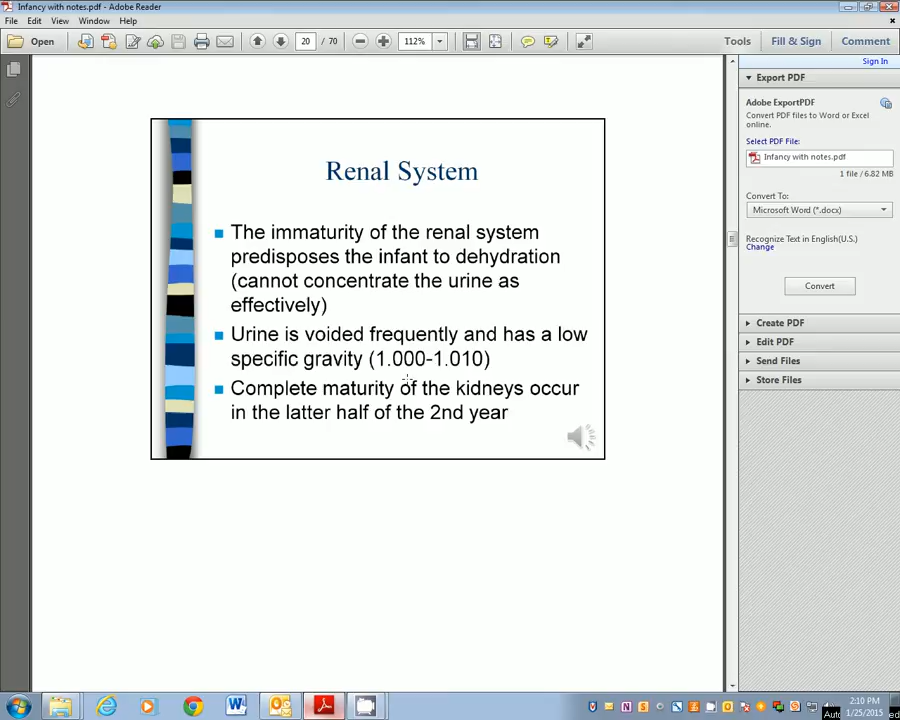 Infancy with notes.pdf - Adobe Reader
File Edit View Window Help
Open 20 / 70 112% Tools Fill & Sign Comment
Sign In
Export PDF
Adobe ExportPDF
Convert PDF files to Word or Excel
online.
Select PDF File:
Infancy with notes.pdf
1 file / 6.82 MB
Convert To:
Microsoft Word (*.docx)
Recognize Text in English(U.S.)
Change
Convert
Create PDF
Edit PDF
Send Files
Store Files
Renal System
The immaturity of the renal system
predisposes the infant to dehydration
(cannot concentrate the urine as
effectively)
Urine is voided frequently and has a low
specific gravity (1.000-1.010)
Complete maturity of the kidneys occur
in the latter half of the 2nd year
2:10 PM
1/25/2015